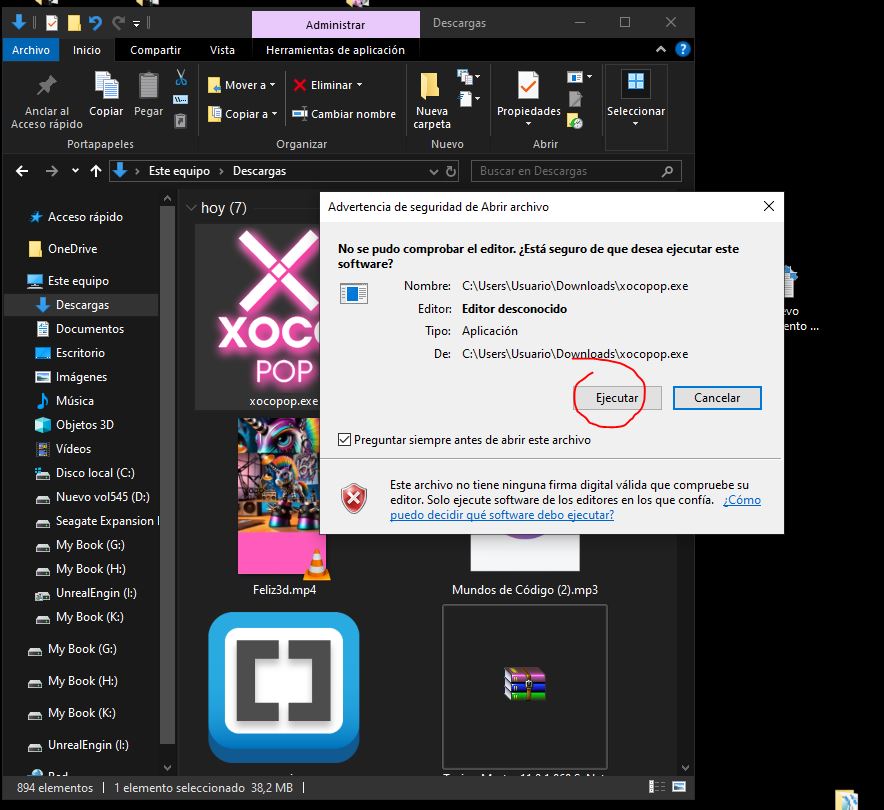 Administrar
Descargas
Archivo
Inicio
Compartir
Vista
Herramientas de aplicación
Anclar al
Acceso rápido
Copiar
Pegar
Mover a
Copiar a
Eliminar
Cambiar nombre
Nueva
carpeta
Propiedades
Seleccionar
Portapapeles
Organizar
Nuevo
Abrir
Este equipo
Descargas
Buscar en Descargas
Acceso rápido
OneDrive
Este equipo
Descargas
Documentos
Escritorio
Imágenes
Música
Objetos 3D
Vídeos
Disco local (C:)
Nuevo vol545 (D:)
Seagate Expansion
My Book (G:)
My Book (H:)
UnrealEngin (I:)
My Book (K:)
My Book (G:)
My Book (H:)
My Book (K:)
UnrealEngin (I:)
hoy (7)
XOCO
POP
xocopop.exe
Feliz3d.mp4
Mundos de Código (2).mp3
Advertencia de seguridad de Abrir archivo
No se pudo comprobar el editor. ¿Está seguro de que desea ejecutar este
software?
Nombre: C:\Users\Usuario\Downloads\xocopop.exe
Editor: Editor desconocido
Tipo: Aplicación
De: C:\Users\Usuario\Downloads\xocopop.exe
Ejecutar
Cancelar
Preguntar siempre antes de abrir este archivo
Este archivo no tiene ninguna firma digital válida que compruebe su
editor. Solo ejecute software de los editores en los que confía. ¿Cómo
puedo decidir qué software debo ejecutar?
894 elementos
1 elemento seleccionado 38,2 MB